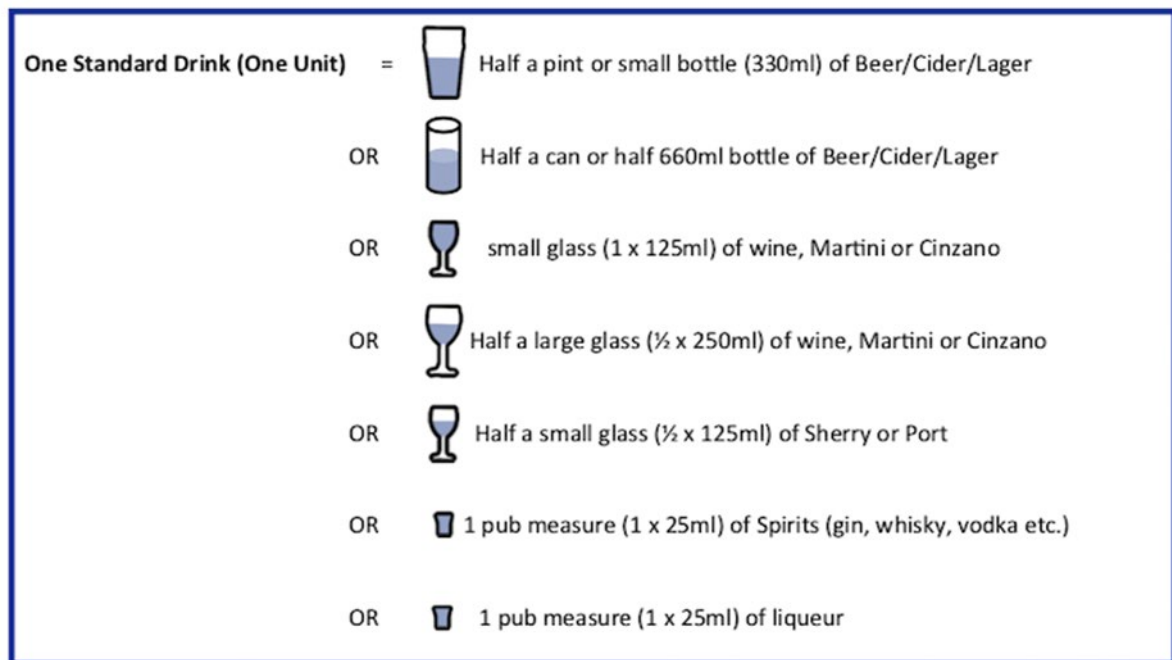 One Standard Drink (One Unit) = Half a pint or small bottle (330ml) of Beer/Cider/Lager
OR Half a can or half 660ml bottle of Beer/Cider/Lager
OR small glass (1 x 125ml) of wine, Martini or Cinzano
OR Half a large glass (½ x 250ml) of wine, Martini or Cinzano
OR Half a small glass (½ x 125ml) of Sherry or Port
OR 1 pub measure (1 x 25ml) of Spirits (gin, whisky, vodka etc.)
OR 1 pub measure (1 x 25ml) of liqueur